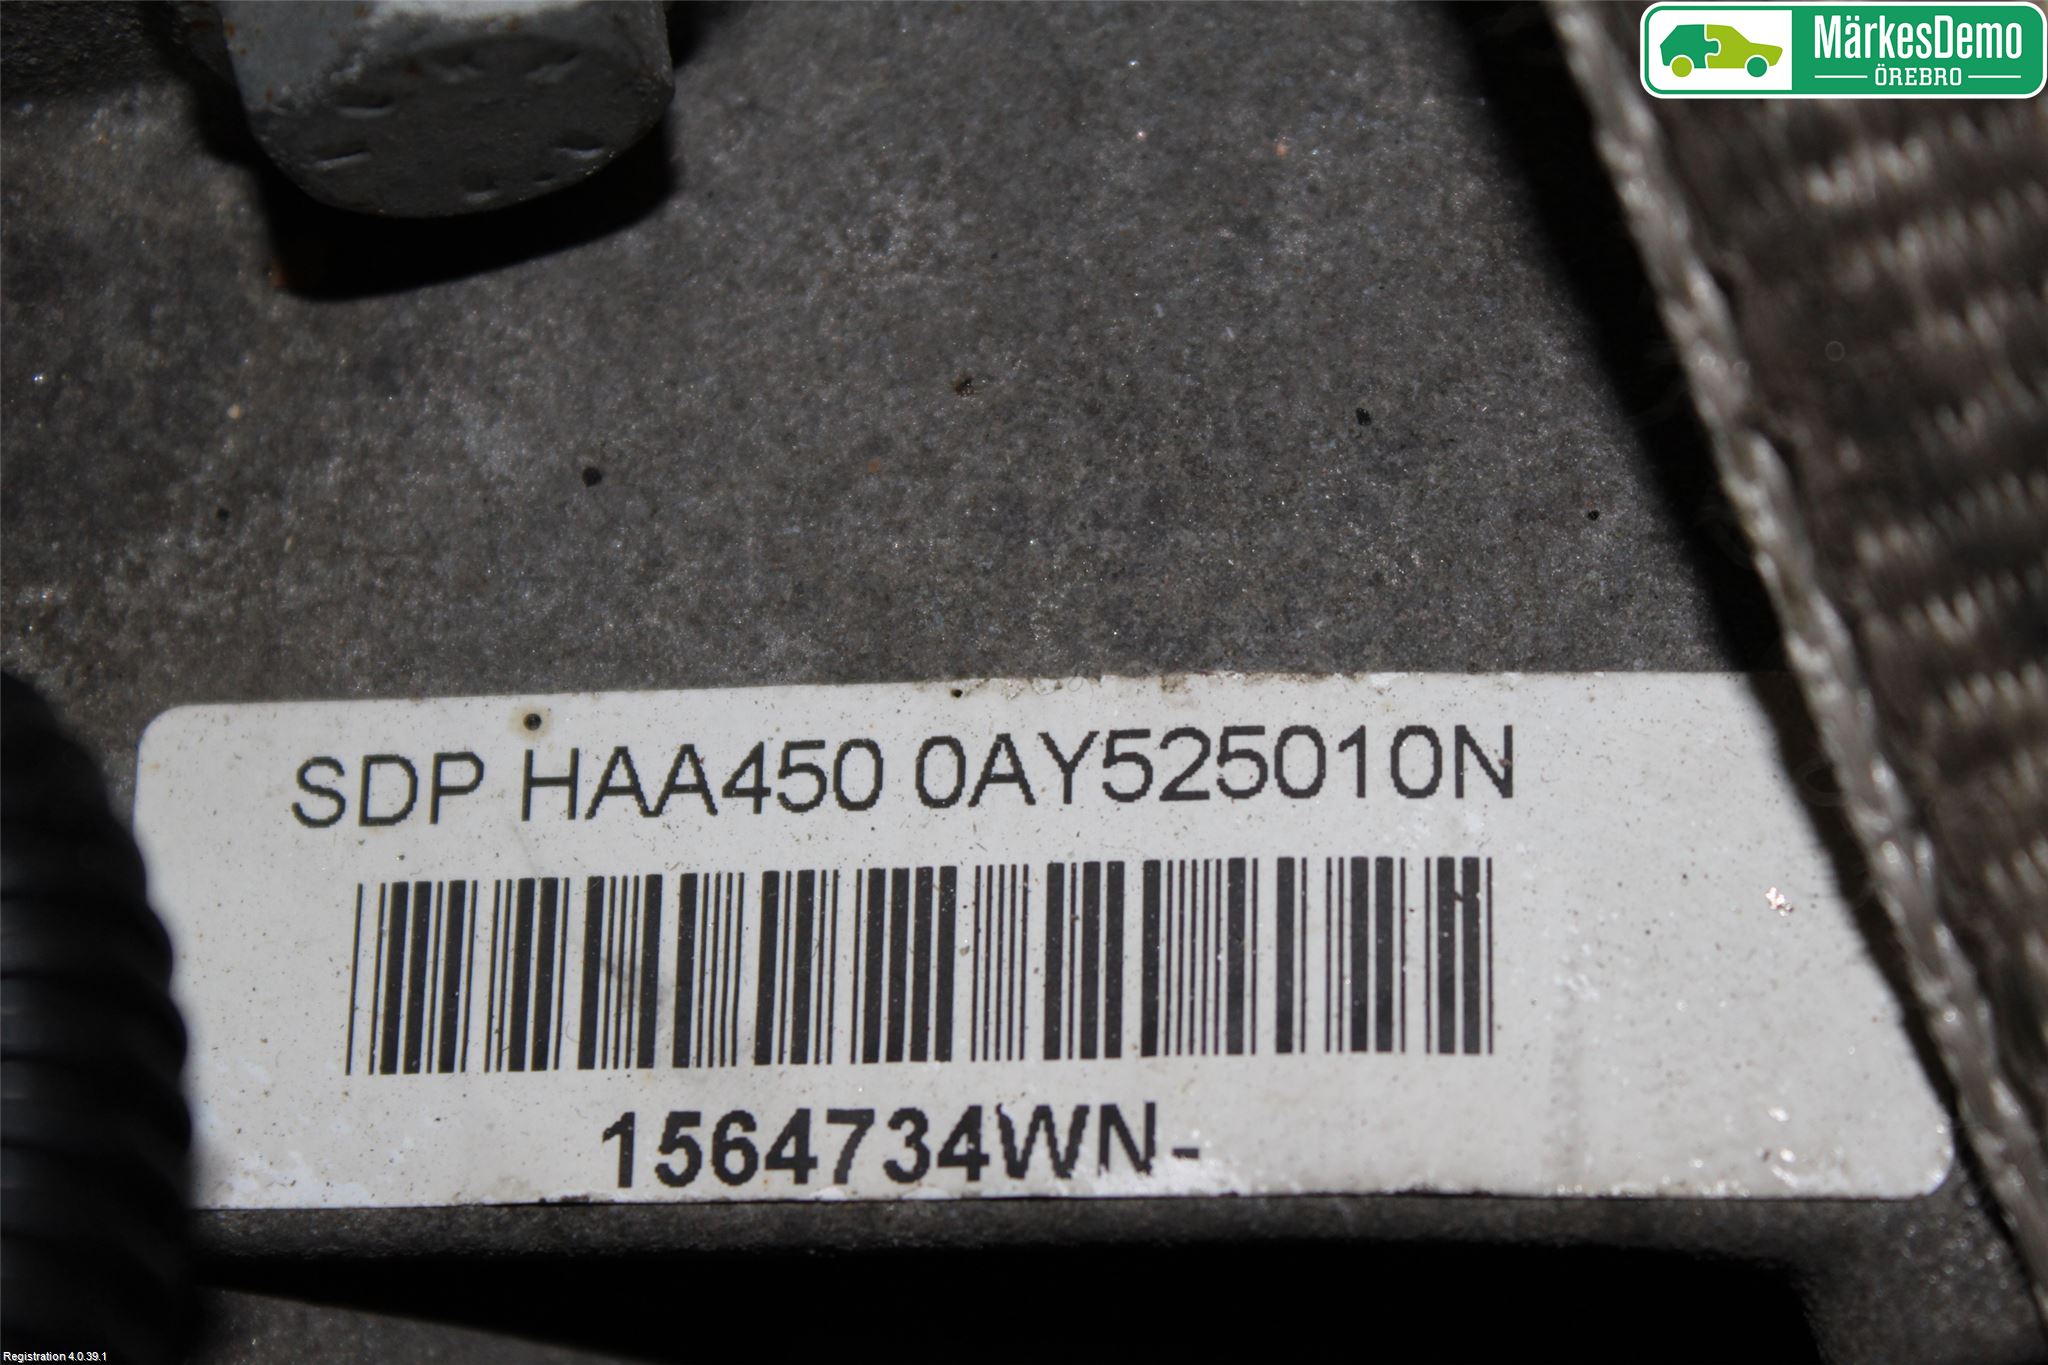 MärkesDemo
ÖREBRO
SDP HAA450 0AY525010N
1564734WN-
Registration 4.0.39.1